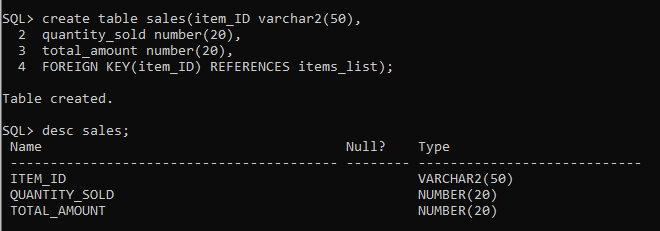 SQL> create table sales(item_ID varchar2(50),
  2  quantity_sold number(20),
  3  total_amount number(20),
  4  FOREIGN KEY(item_ID) REFERENCES items_list);
Table created.
SQL> desc sales;
 Name                                      Null?    Type
 ----------------------------------------- -------- ----------------------------
 ITEM_ID                                            VARCHAR2(50)
 QUANTITY_SOLD                                      NUMBER(20)
 TOTAL_AMOUNT                                       NUMBER(20)